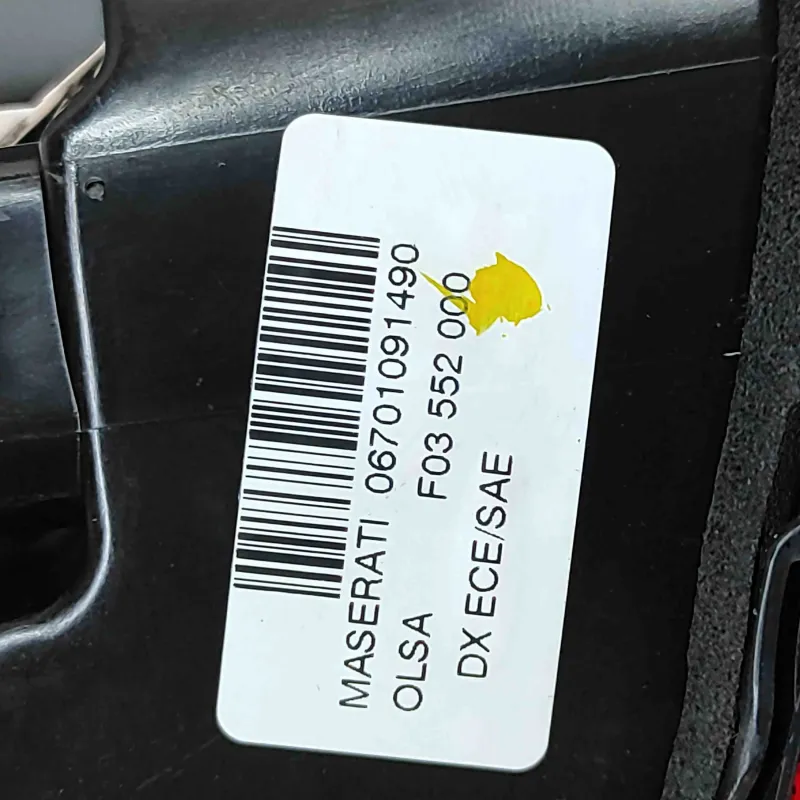 MASERATI 06701091490
OLSA F03 552 000
DX ECE/SAE